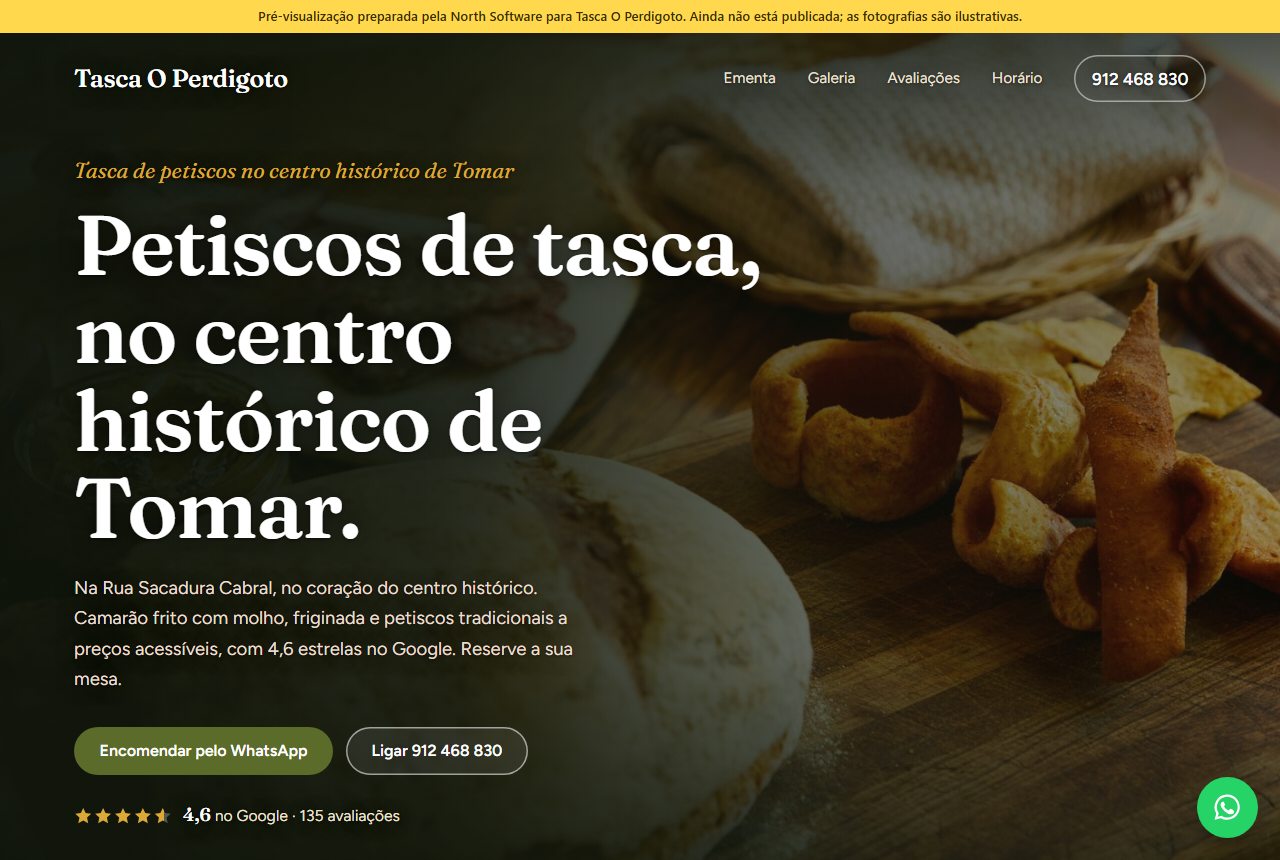 Pré-visualização preparada pela North Software para Tasca O Perdigoto. Ainda não está publicada; as fotografias são ilustrativas.
Tasca O Perdigoto
Ementa
Galeria
Avaliações
Horário
912 468 830
Tasca de petiscos no centro histórico de Tomar
Petiscos de tasca,
no centro
histórico de
Tomar.
Na Rua Sacadura Cabral, no coração do centro histórico.
Camarão frito com molho, friginada e petiscos tradicionais a
preços acessíveis, com 4,6 estrelas no Google. Reserve a sua
mesa.
Encomendar pelo WhatsApp
Ligar 912 468 830
4,6 no Google · 135 avaliações